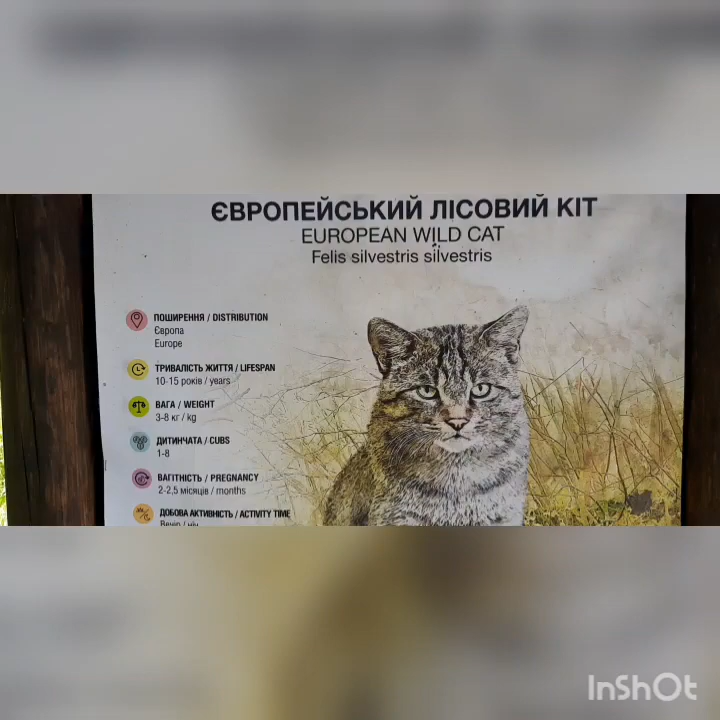 ЄВРОПЕЙСЬКИЙ ЛІСОВИЙ КІТ
EUROPEAN WILD CAT
Felis silvestris silvestris
ПОШИРЕННЯ / DISTRIBUTION
Європа
Europe
ТРИВАЛІСТЬ ЖИТТЯ / LIFESPAN
10-15 років / years
ВАГА / WEIGHT
3-8 кг / kg
ДИТИНЧАТА / CUBS
1-8
ВАГІТНІСТЬ / PREGNANCY
2-2,5 місяців / months
ДОБОВА АКТИВНІСТЬ / ACTIVITY TIME
InShOt